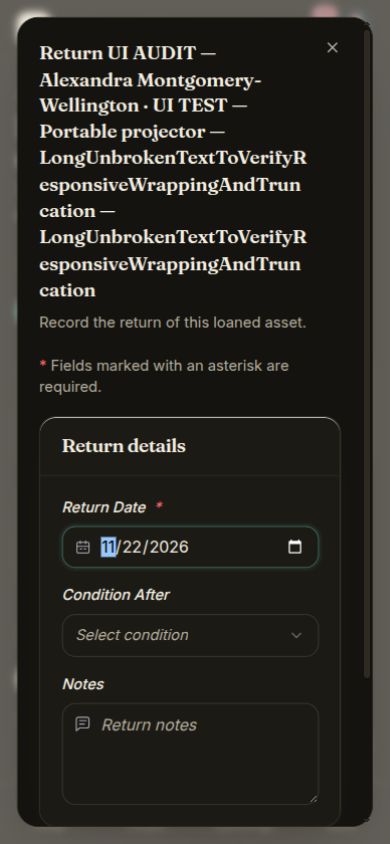 Return UI AUDIT —
Alexandra Montgomery-
Wellington · UI TEST —
Portable projector —
LongUnbrokenTextToVerifyR
esponsiveWrappingAndTrun
cation —
LongUnbrokenTextToVerifyR
esponsiveWrappingAndTrun
cation
Record the return of this loaned asset.
* Fields marked with an asterisk are
required.
Return details
Return Date *
11/22/2026
Condition After
Select condition
Notes
Return notes